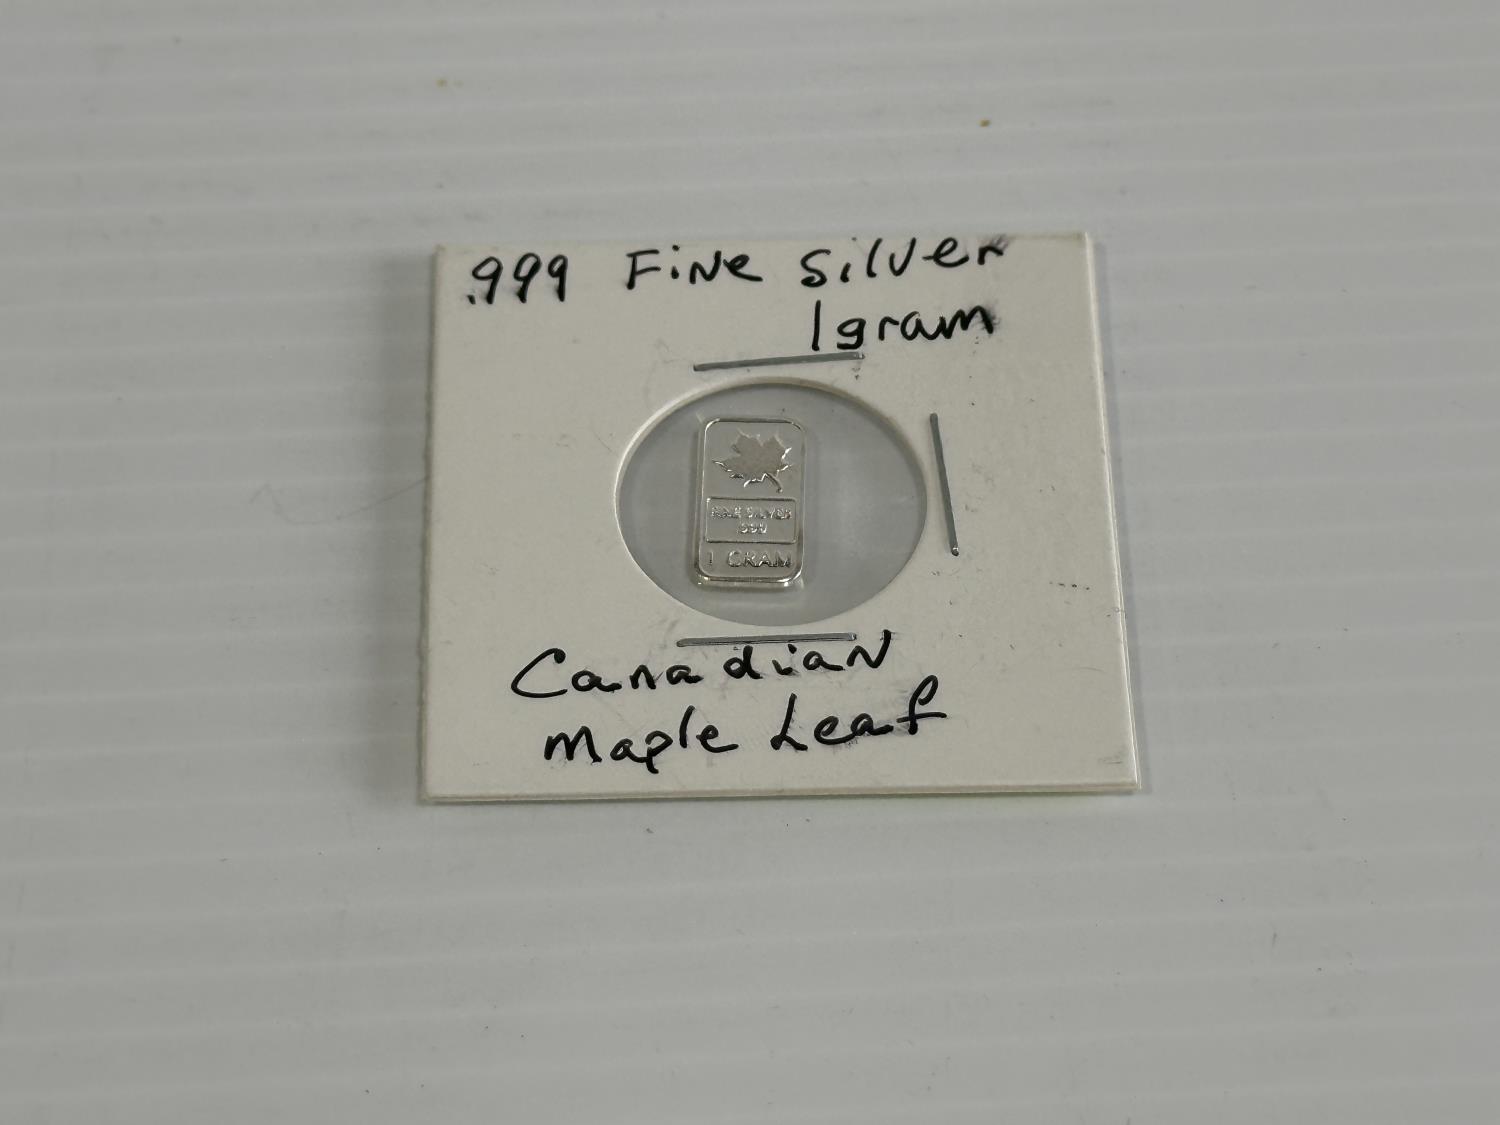 .999 Fine Silver
1gram
FINE SILVER
999
1 GRAM
Canadian
Maple Leaf